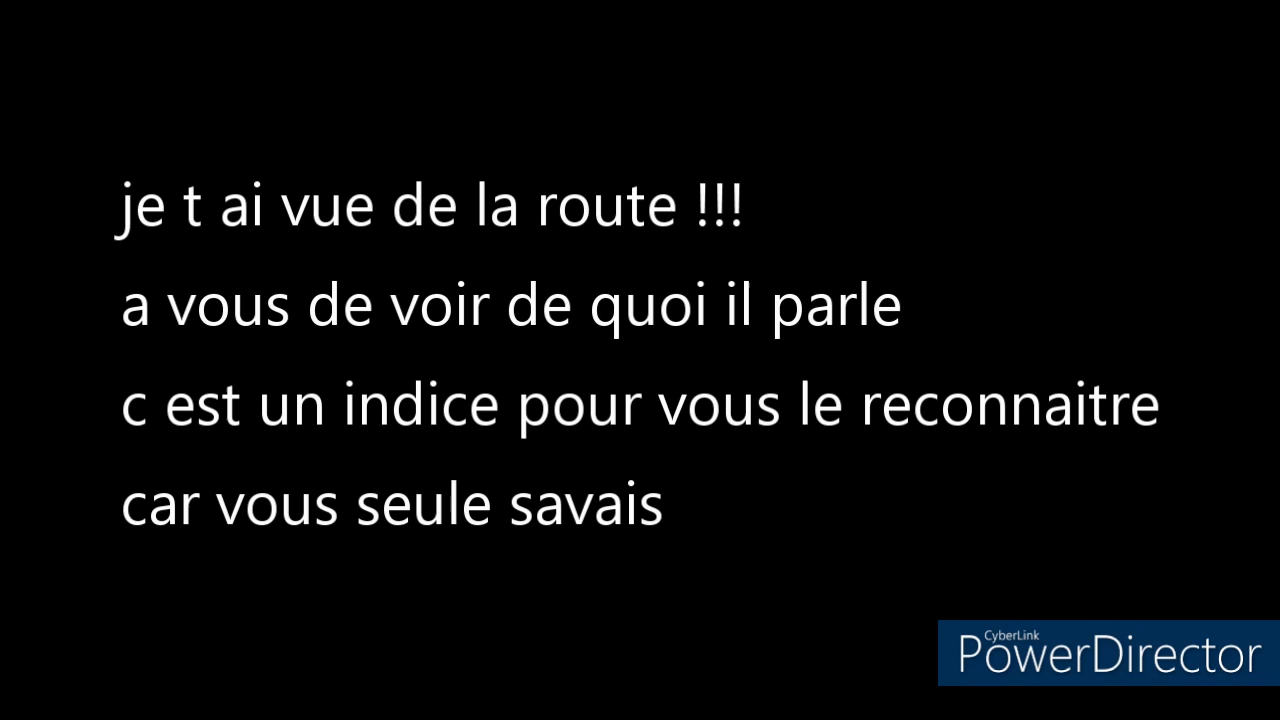 je t ai vue de la route !!!
a vous de voir de quoi il parle
c est un indice pour vous le reconnaitre
car vous seule savais
CyberLink
PowerDirector